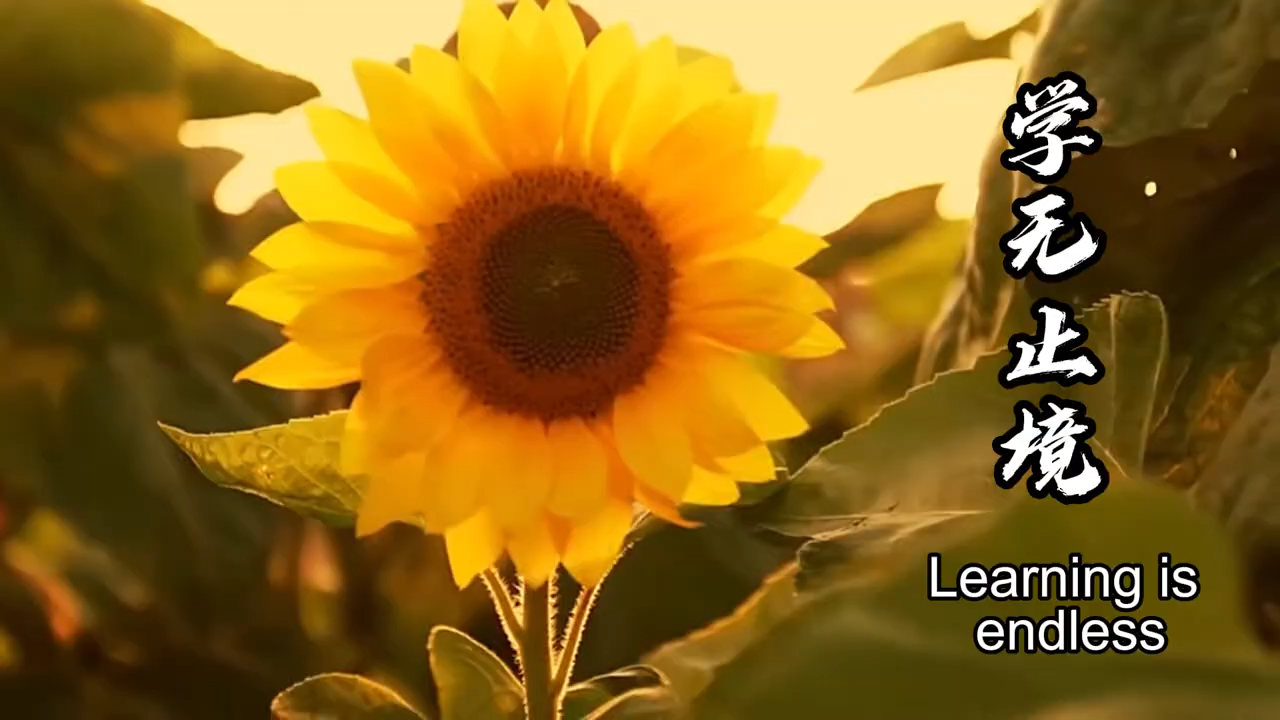 学无止境
Learning is
endless